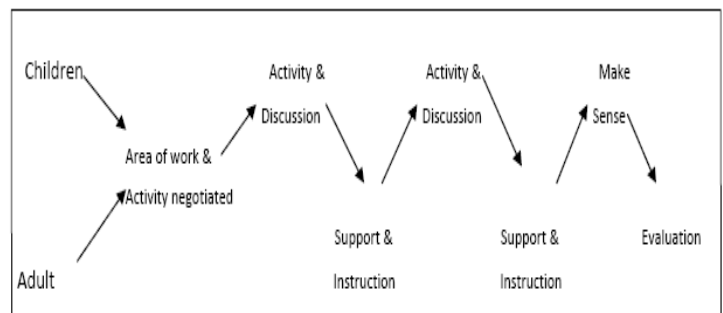 Children
Activity &
Discussion
Activity &
Discussion
Make
Sense
Area of work &
Activity negotiated
Support &
Instruction
Support &
Instruction
Evaluation
Adult